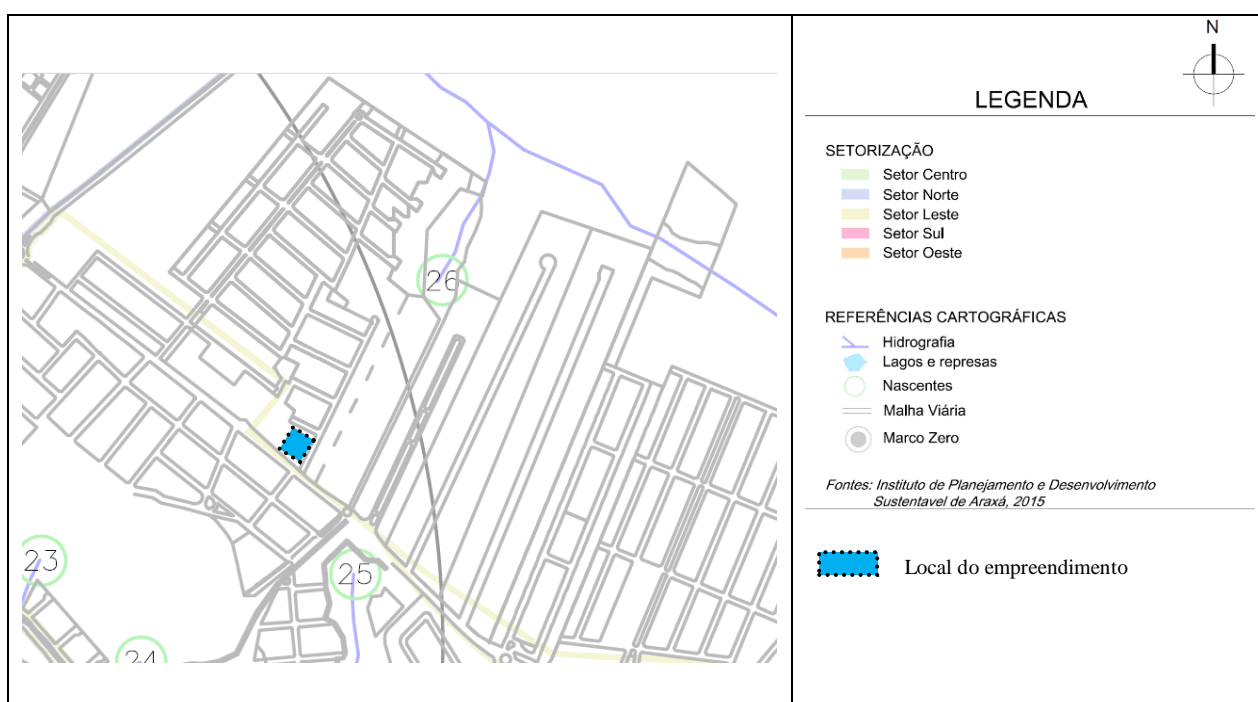 26
23
25
24
N
LEGENDA
SETORIZAÇÃO
Setor Centro
Setor Norte
Setor Leste
Setor Sul
Setor Oeste
REFERÊNCIAS CARTOGRÁFICAS
Hidrografia
Lagos e represas
Nascentes
Malha Viária
Marco Zero
Fontes: Instituto de Planejamento e Desenvolvimento
Sustentavel de Araxá, 2015
Local do empreendimento